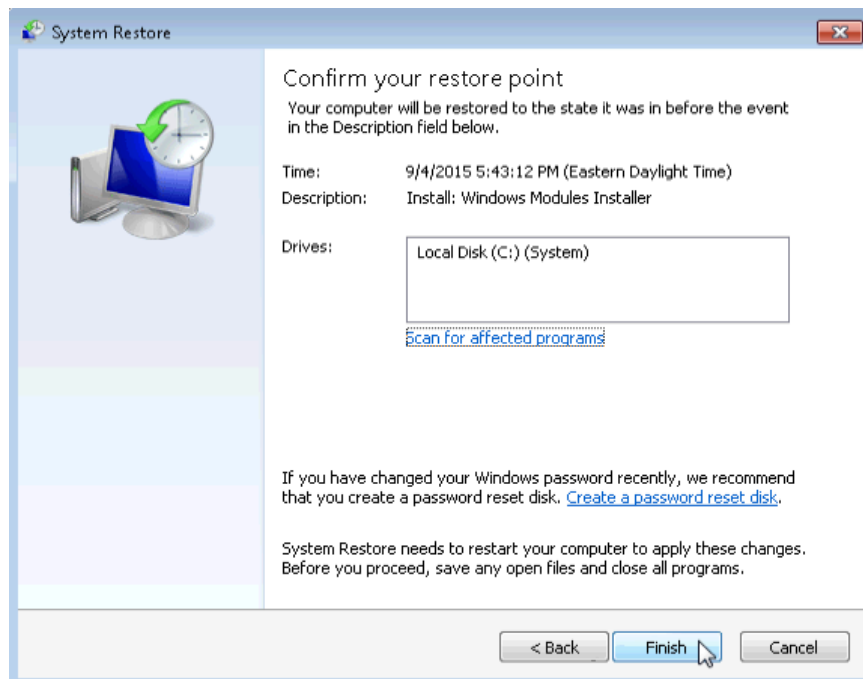 System Restore
Confirm your restore point
Your computer will be restored to the state it was in before the event
in the Description field below.
Time: 9/4/2015 5:43:12 PM (Eastern Daylight Time)
Description: Install: Windows Modules Installer
Drives: Local Disk (C:) (System)
Scan for affected programs
If you have changed your Windows password recently, we recommend
that you create a password reset disk. Create a password reset disk.
System Restore needs to restart your computer to apply these changes.
Before you proceed, save any open files and close all programs.
< Back Finish Cancel